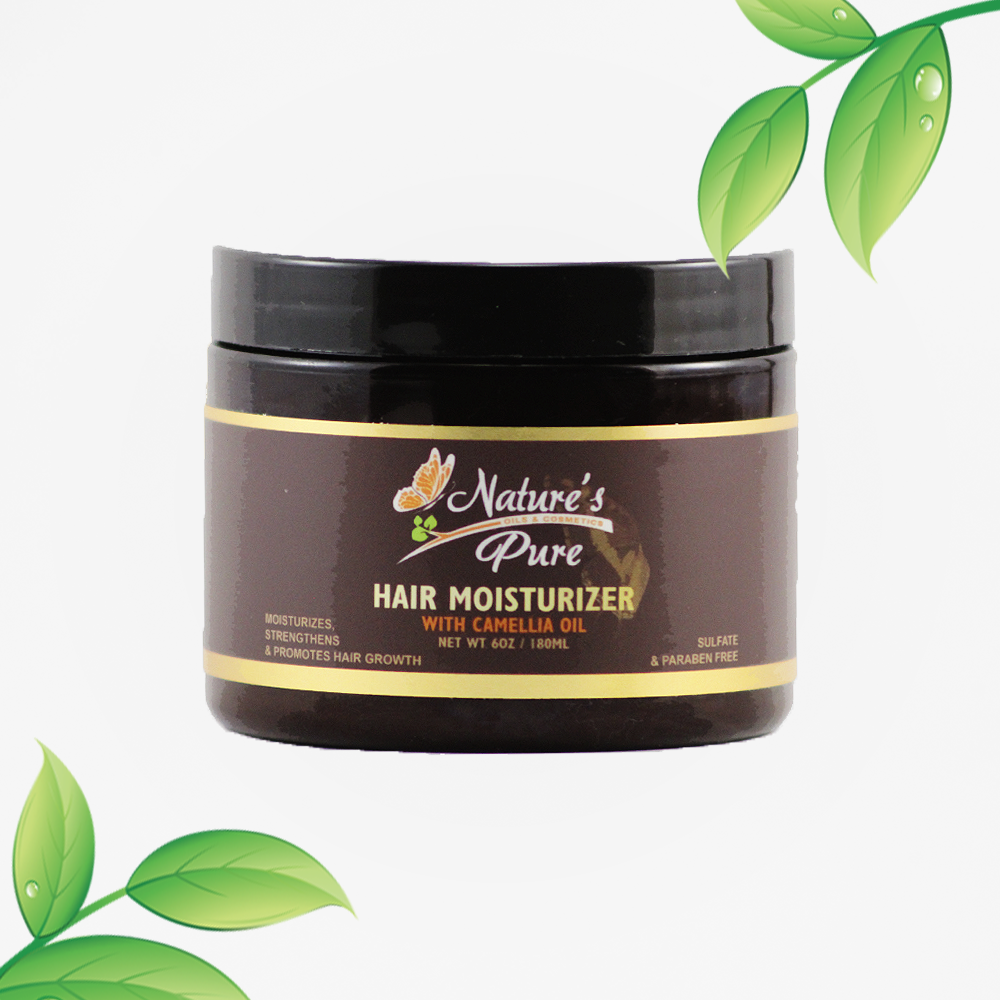 Nature's
OILS & COSMETICS
Pure
HAIR MOISTURIZER
WITH CAMELLIA OIL
NET WT 6OZ / 180ML
MOISTURIZES,
STRENGTHENS
& PROMOTES HAIR GROWTH
SULFATE
& PARABEN FREE